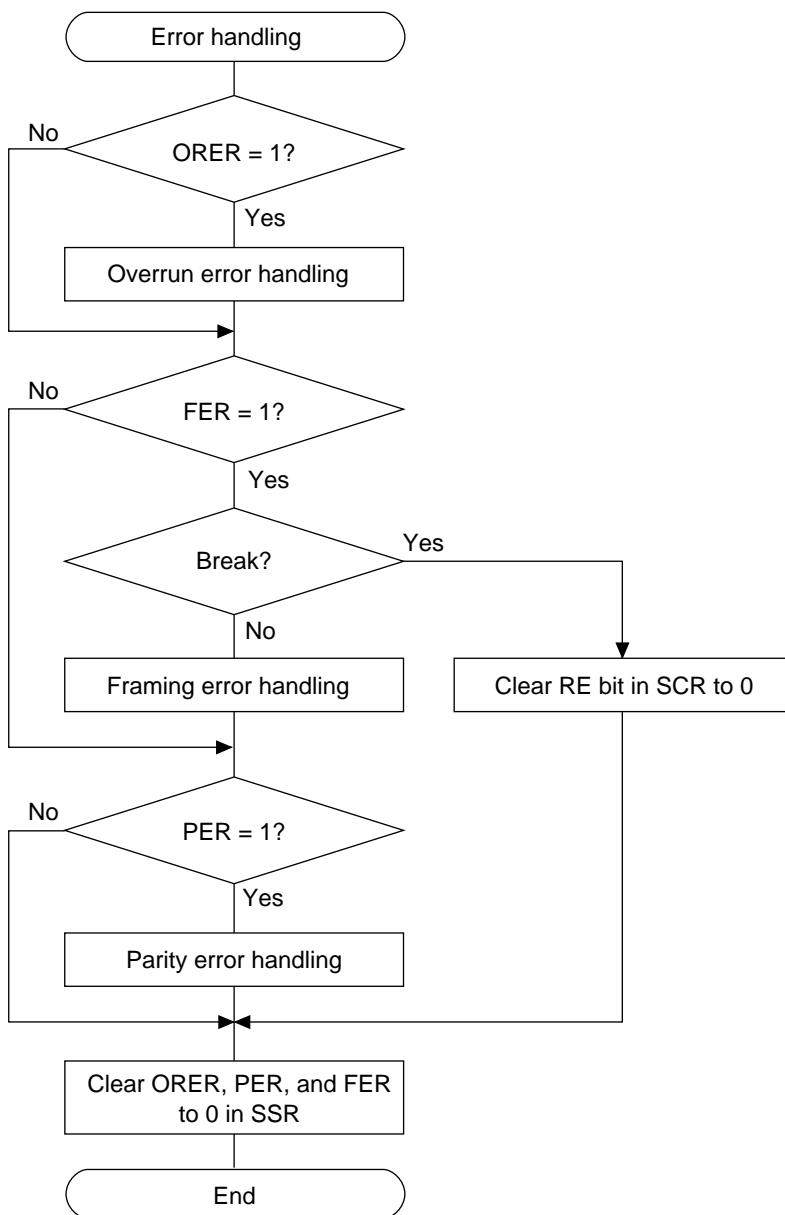 Error handling
No
ORER = 1?
Yes
Overrun error handling
No
FER = 1?
Yes
Break?
Yes
No
Framing error handling
Clear RE bit in SCR to 0
No
PER = 1?
Yes
Parity error handling
Clear ORER, PER, and FER
to 0 in SSR
End